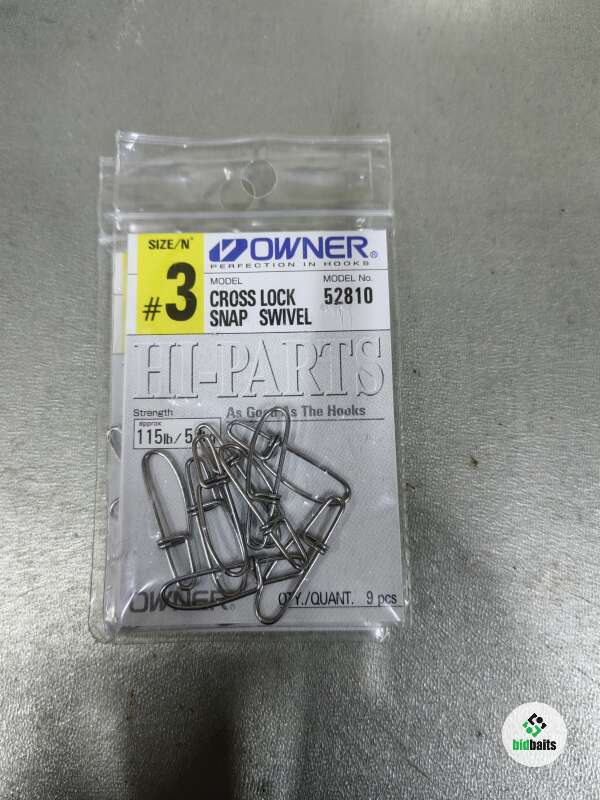 SIZE/N°
#3
OWNER®
PERFECTION IN HOOKS
MODEL
CROSS LOCK
SNAP SWIVEL
MODEL No.
52810
HI-PARTS
As Good As The Hooks
Strength
approx
115lb/
OWNER®
QTY./QUANT. 9 pcs
bidbaits